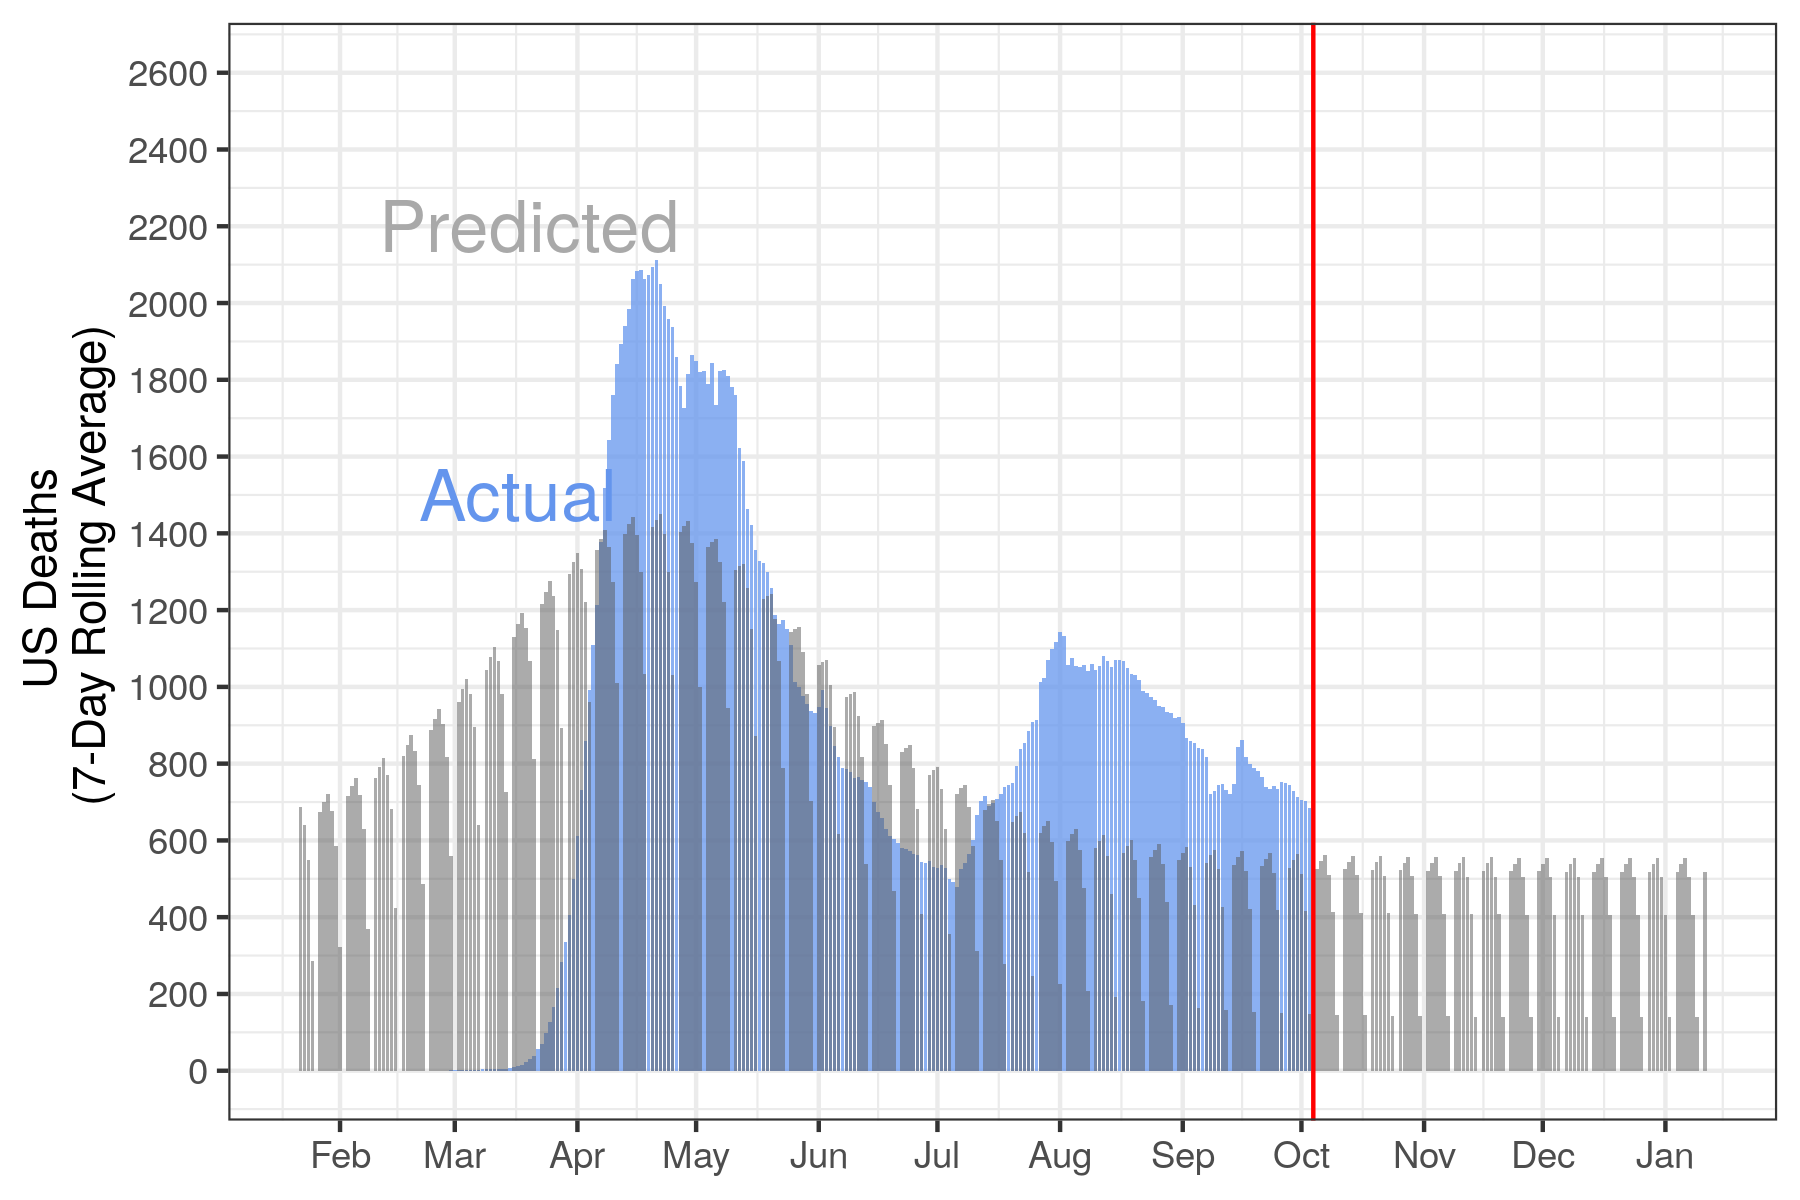 US Deaths
(7-Day Rolling Average)
2600
2400
2200
2000
1800
1600
1400
1200
1000
800
600
400
200
0
Predicted
Actual
Feb Mar Apr May Jun Jul Aug Sep Oct Nov Dec Jan